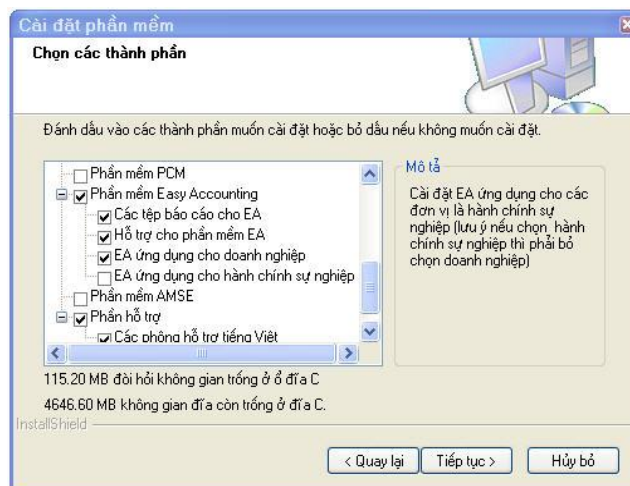 Cài đặt phần mềm
Chọn các thành phần
Đánh dấu vào các thành phần muốn cài đặt hoặc bỏ dấu nếu không muốn cài đặt.
Phần mềm PCM
Phần mềm Easy Accounting
Các tệp báo cáo cho EA
Hỗ trợ cho phần mềm EA
EA ứng dụng cho doanh nghiệp
EA ứng dụng cho hành chính sự nghiệp
Phần mềm AMSE
Phần hỗ trợ
Các phông hỗ trợ tiếng Việt
Mô tả
Cài đặt EA ứng dụng cho các
đơn vị là hành chính sự
nghiệp (lưu ý nếu chọn hành
chính sự nghiệp thì phải bỏ
chọn doanh nghiệp)
115.20 MB đòi hỏi không gian trống ở ổ đĩa C
4646.60 MB không gian đĩa còn trống ở đĩa C.
InstallShield
< Quay lại
Tiếp tục >
Hủy bỏ